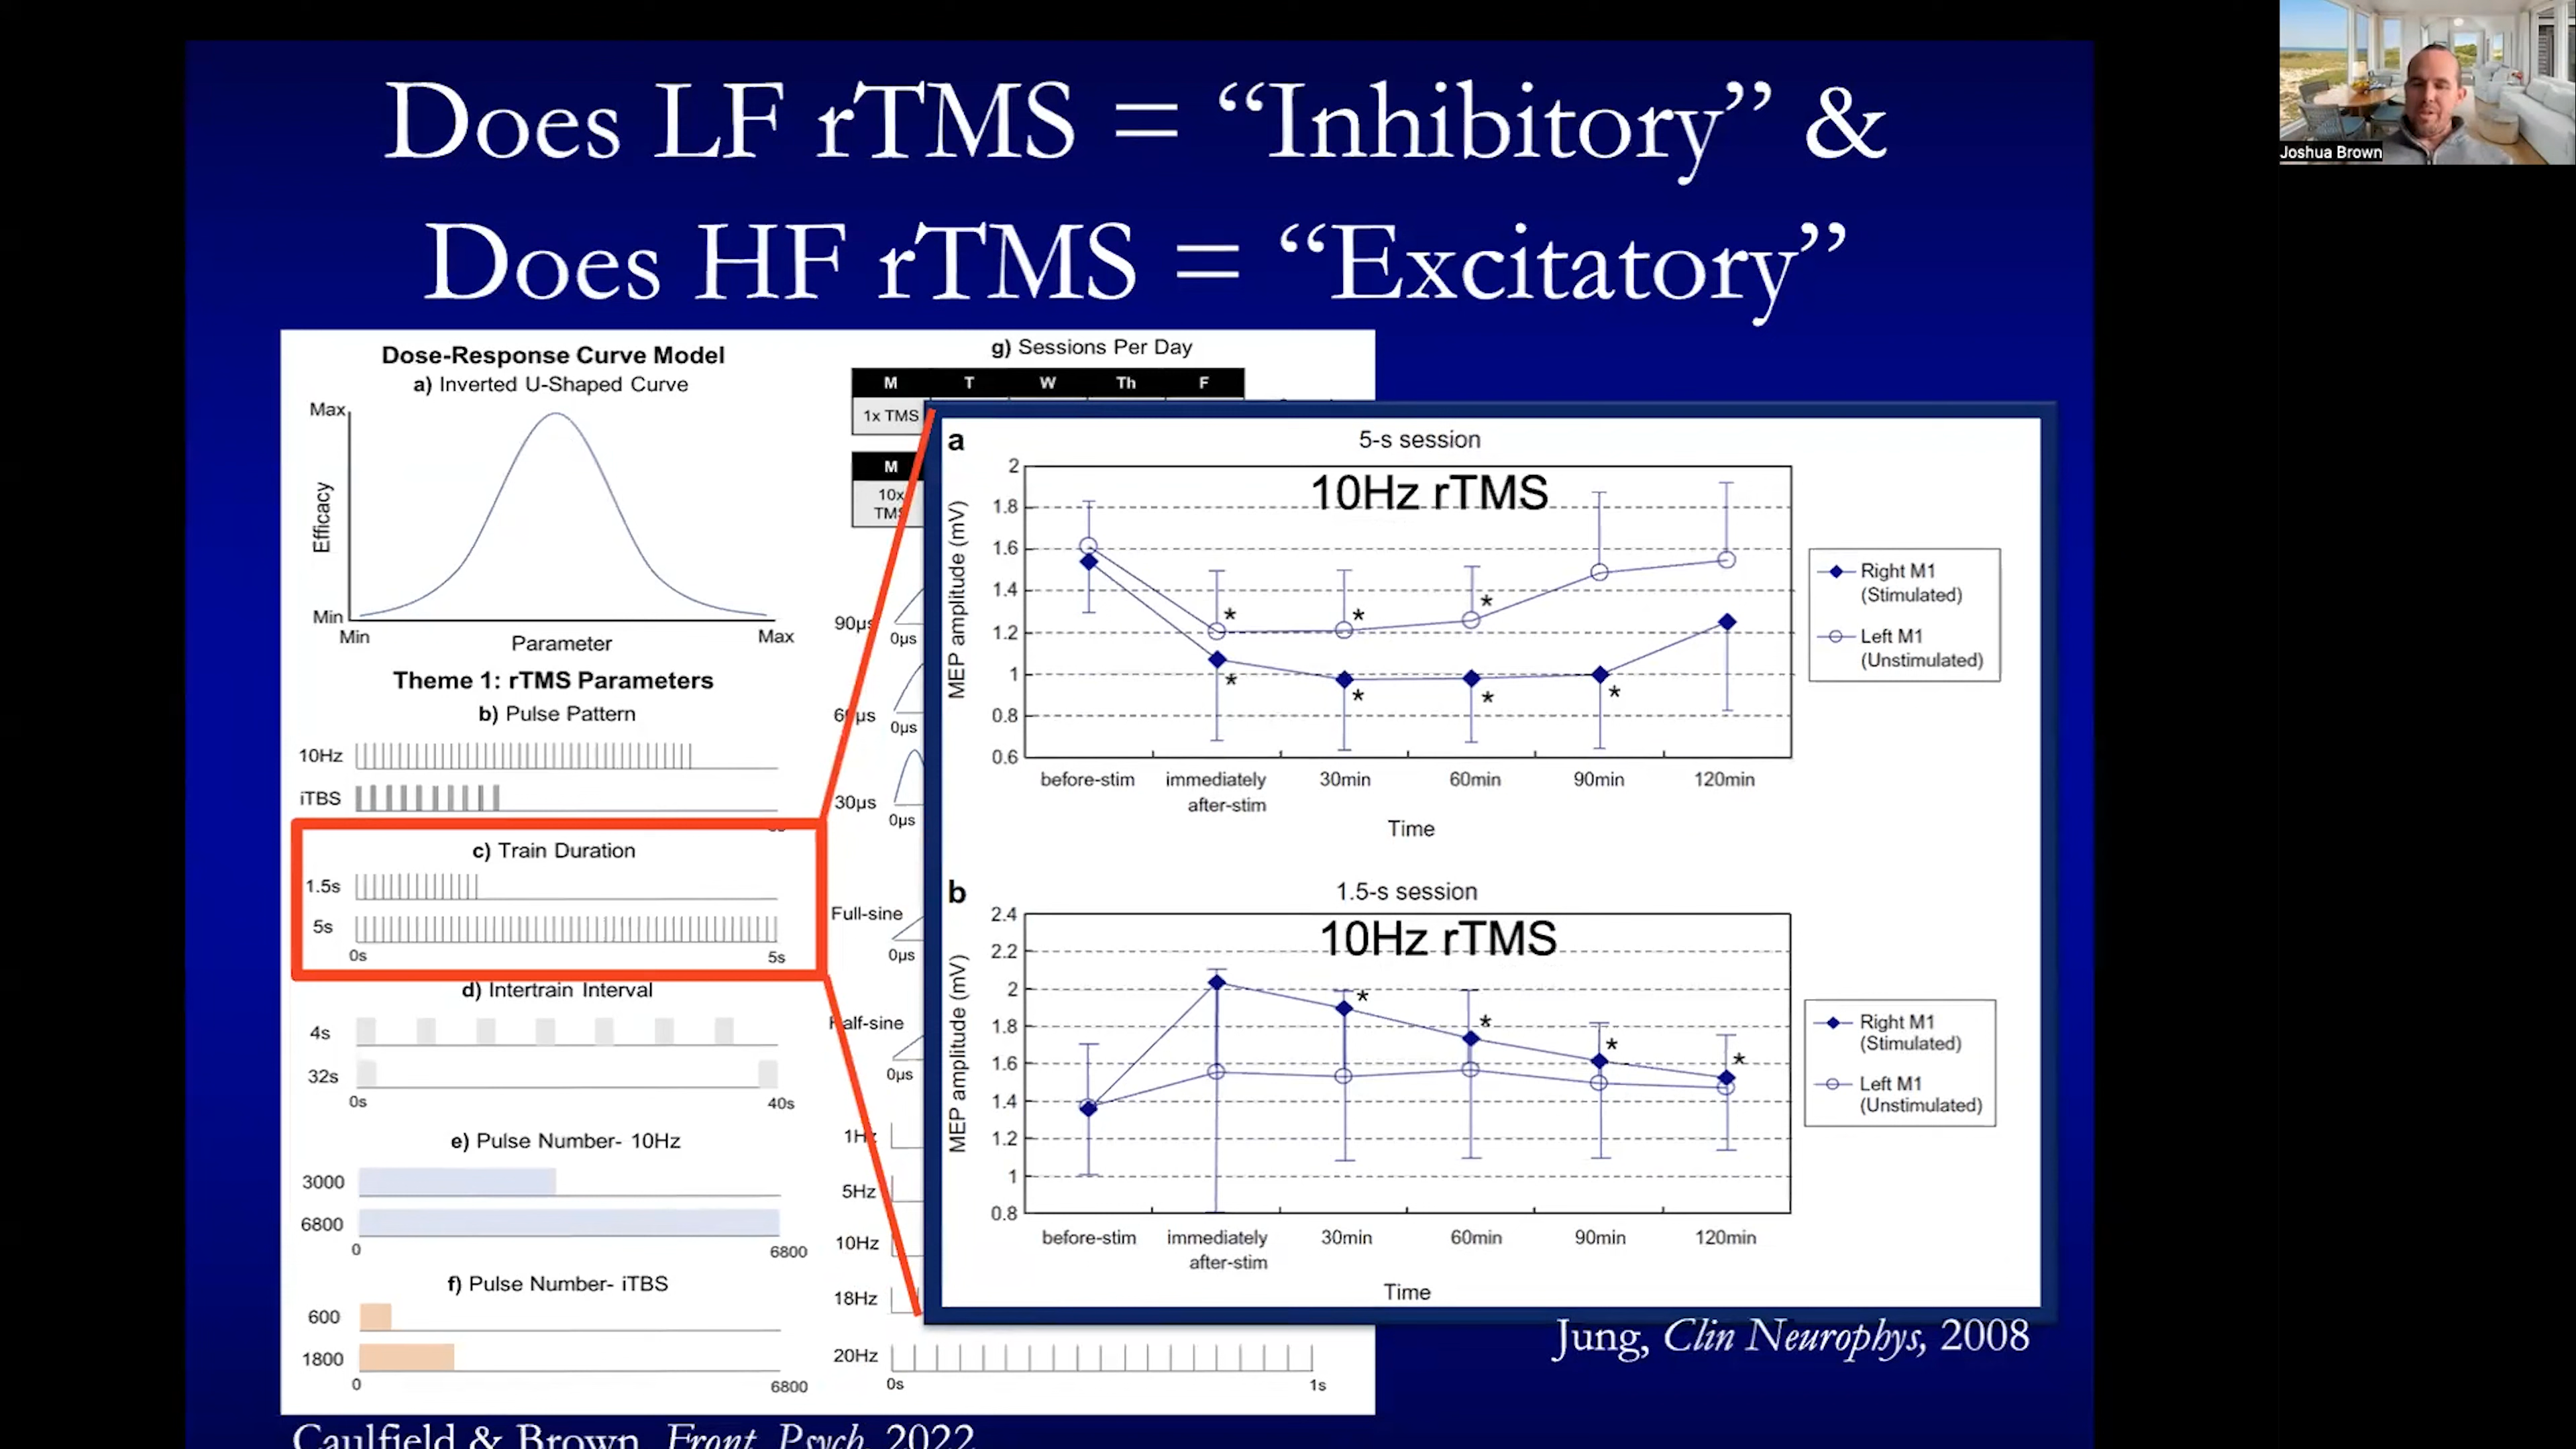 Does LF rTMS = “Inhibitory” &
Does HF rTMS = “Excitatory”
Joshua Brown
Dose-Response Curve Model
a) Inverted U-Shaped Curve
Max
Efficacy
Min
Min
Parameter
Max
Theme 1: rTMS Parameters
b) Pulse Pattern
10Hz
iTBS
c) Train Duration
1.5s
5s
0s
5s
d) Intertrain Interval
4s
32s
0s
40s
e) Pulse Number- 10Hz
3000
6800
0
6800
f) Pulse Number- iTBS
600
1800
0
6800
g) Sessions Per Day
M T W Th F
1x TMS
M
10x
90µs
0µs
0µs
30µs
0µs
Full-sine
0µs
Half-sine
0µs
1Hz
5Hz
10Hz
18Hz
20Hz
0s
1s
a
5-s session
10Hz rTMS
MEP amplitude (mV)
2
1.8
1.6
1.4
1.2
1
0.8
0.6
* * *
* * * *
before-stim
immediately
after-stim
30min
60min
90min
120min
Time
Right M1
(Stimulated)
Left M1
(Unstimulated)
b
1.5-s session
10Hz rTMS
MEP amplitude (mV)
2.4
2.2
2
1.8
1.6
1.4
1.2
1
0.8
* * * *
before-stim
immediately
after-stim
30min
60min
90min
120min
Time
Right M1
(Stimulated)
Left M1
(Unstimulated)
Jung, Clin Neurophys, 2008
Caulfield & Brown, Front. Psych, 2022